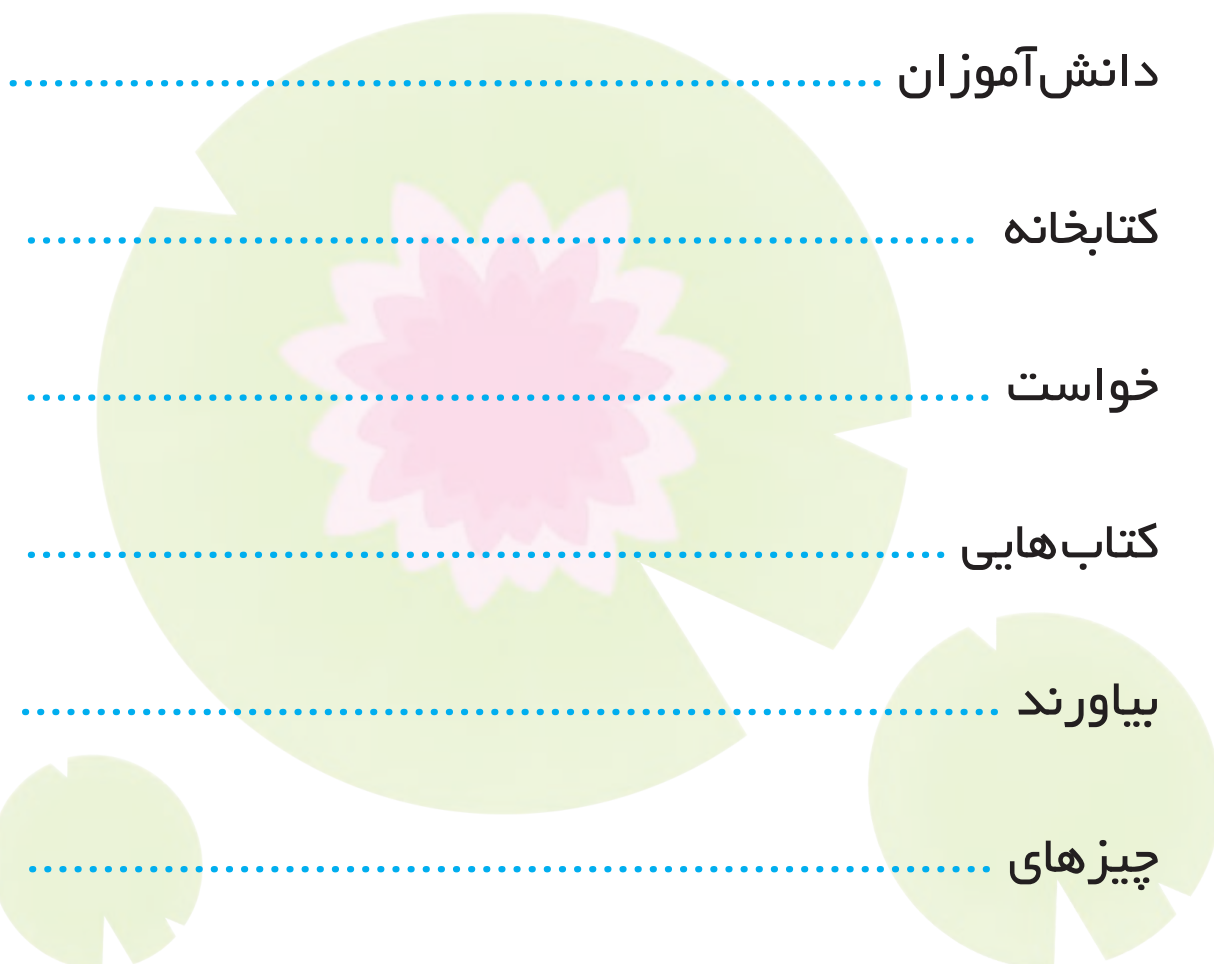 دانش‌آموزان ........................................................
کتابخانه ........................................................
خواست ........................................................
کتاب‌هایی ........................................................
بیاورند ........................................................
چیزهای ........................................................